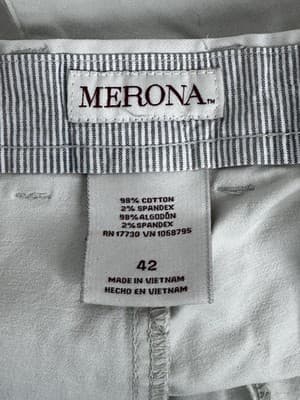 MERONA™
98% COTTON
2% SPANDEX
98% ALGODÓN
2% SPANDEX
RN 17730 VN 1068795
42
MADE IN VIETNAM
HECHO EN VIETNAM